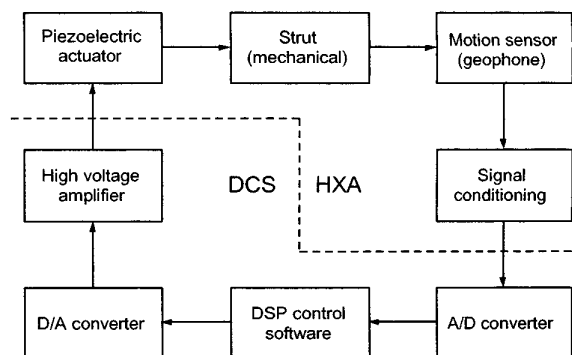 Piezoelectric
actuator
Strut
(mechanical)
Motion sensor
(geophone)
High voltage
amplifier
DCS
HXA
Signal
conditioning
D/A converter
DSP control
software
A/D converter